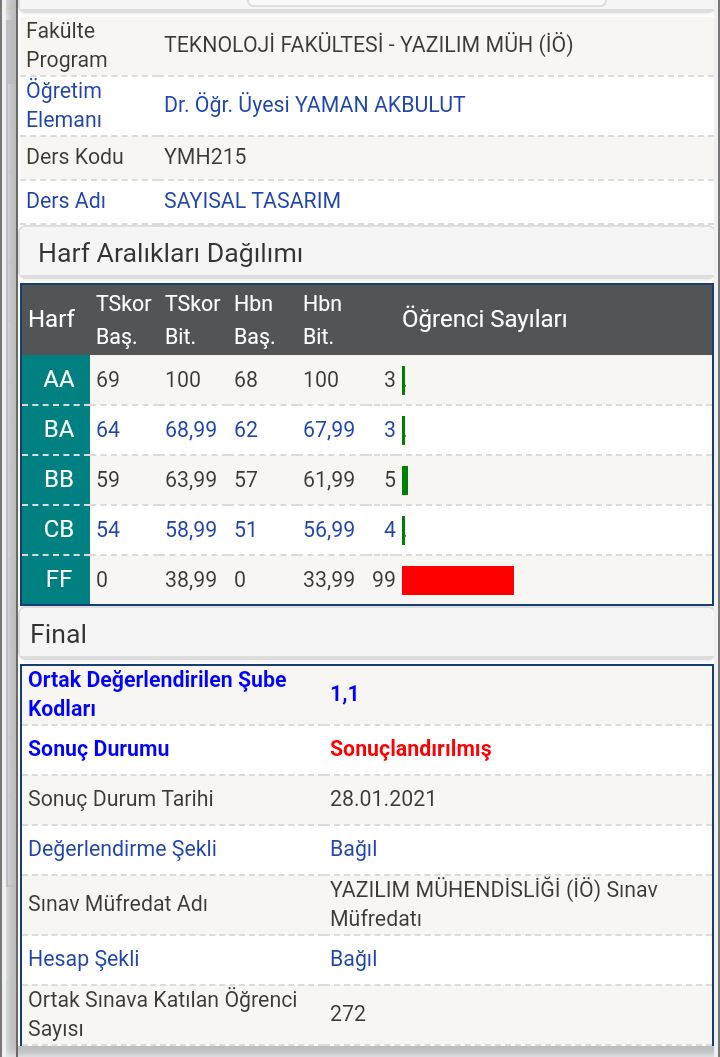 Fakülte
Program
TEKNOLOJİ FAKÜLTESİ - YAZILIM MÜH (İÖ)
Öğretim
Elemanı
Dr. Öğr. Üyesi YAMAN AKBULUT
Ders Kodu YMH215
Ders Adı SAYISAL TASARIM
Harf Aralıkları Dağılımı
Harf TSkor Baş. TSkor Bit. Hbn Baş. Hbn Bit. Öğrenci Sayıları
AA 69 100 68 100 3
BA 64 68,99 62 67,99 3
BB 59 63,99 57 61,99 5
CB 54 58,99 51 56,99 4
FF 0 38,99 0 33,99 99
Final
Ortak Değerlendirilen Şube
Kodları
1,1
Sonuç Durumu Sonuçlandırılmış
Sonuç Durum Tarihi 28.01.2021
Değerlendirme Şekli Bağıl
Sınav Müfredat Adı
YAZILIM MÜHENDİSLİĞİ (İÖ) Sınav
Müfredatı
Hesap Şekli Bağıl
Ortak Sınava Katılan Öğrenci
Sayısı
272